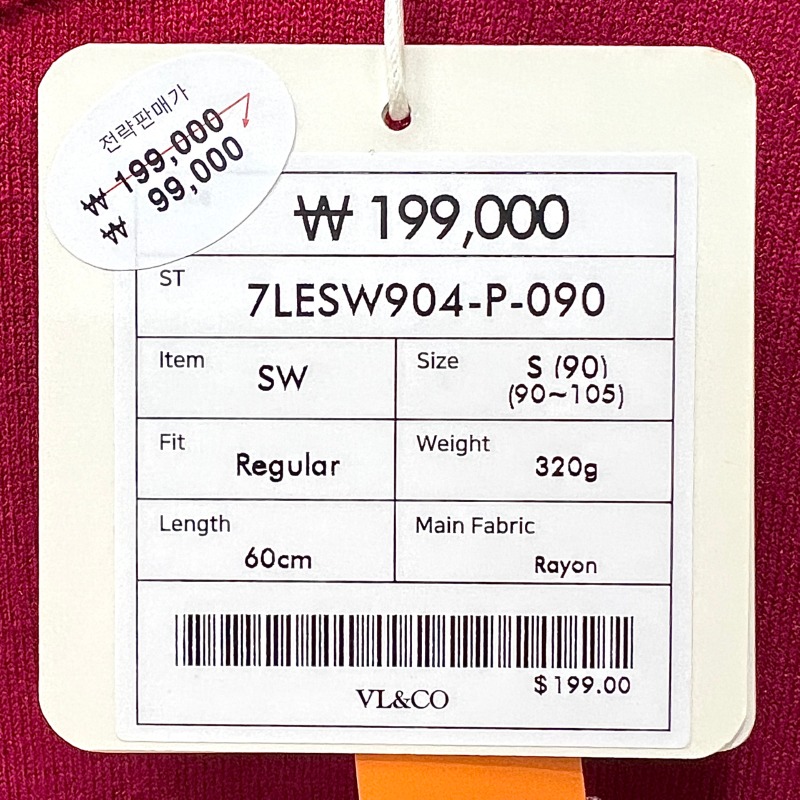 전략판매가
₩ 199,000
₩ 99,000
₩ 199,000
ST
7LESW904-P-090
Item SW
Size S (90)
(90~105)
Fit
Regular
Weight
320g
Length
60cm
Main Fabric
Rayon
$199.00
VL&CO